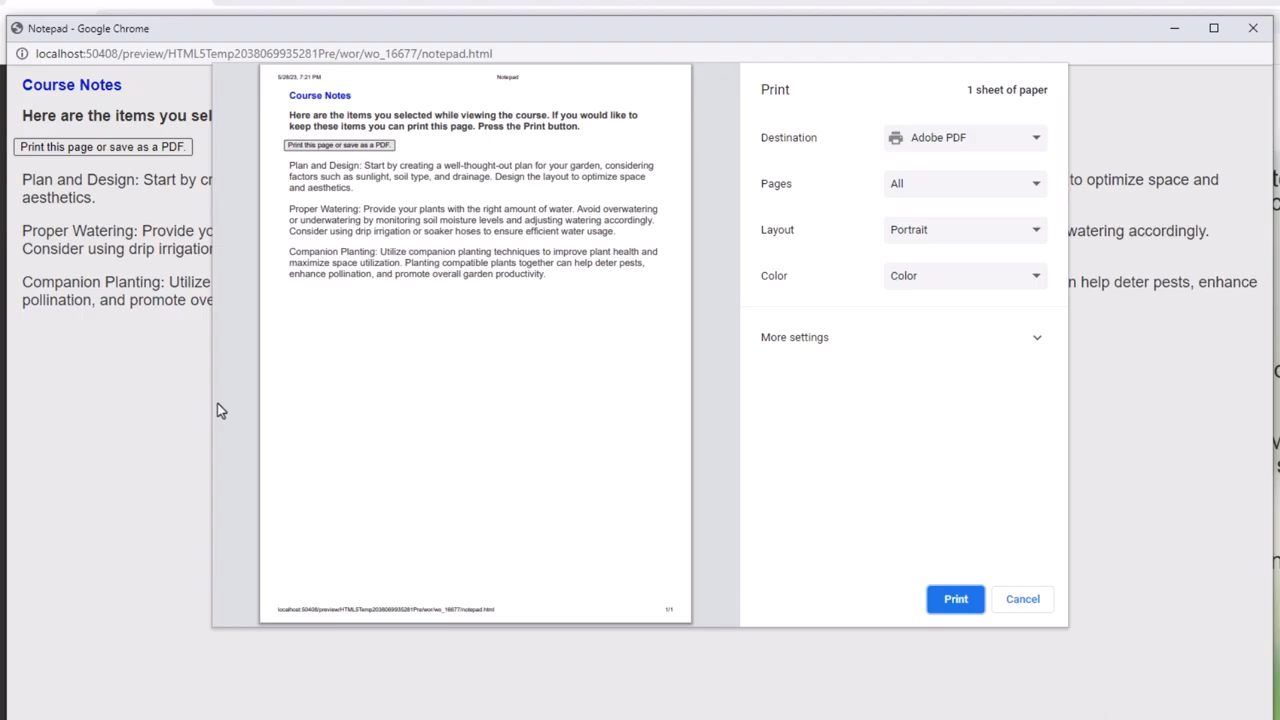 Notepad - Google Chrome
localhost:50408/preview/HTML5Temp2038069935281Pre/wor/wo_16677/notepad.html
Course Notes
Here are the items you sel
Print this page or save as a PDF.
Plan and Design: Start by cr
aesthetics.
Proper Watering: Provide yo
Consider using drip irrigation
Companion Planting: Utilize
pollination, and promote ove
5/28/23, 7:21 PM
Notepad
Course Notes
Here are the items you selected while viewing the course. If you would like to
keep these items you can print this page. Press the Print button.
Print this page or save as a PDF.
Plan and Design: Start by creating a well-thought-out plan for your garden, considering
factors such as sunlight, soil type, and drainage. Design the layout to optimize space
and aesthetics.
Proper Watering: Provide your plants with the right amount of water. Avoid overwatering
or underwatering by monitoring soil moisture levels and adjusting watering accordingly.
Consider using drip irrigation or soaker hoses to ensure efficient water usage.
Companion Planting: Utilize companion planting techniques to improve plant health and
maximize space utilization. Planting compatible plants together can help deter pests,
enhance pollination, and promote overall garden productivity.
localhost:50408/preview/HTML5Temp2038069935281Pre/wor/wo_16677/notepad.html
1/1
Print
1 sheet of paper
Destination
Adobe PDF
Pages
All
Layout
Portrait
Color
Color
More settings
Print
Cancel
to optimize space and
watering accordingly.
n help deter pests, enhance